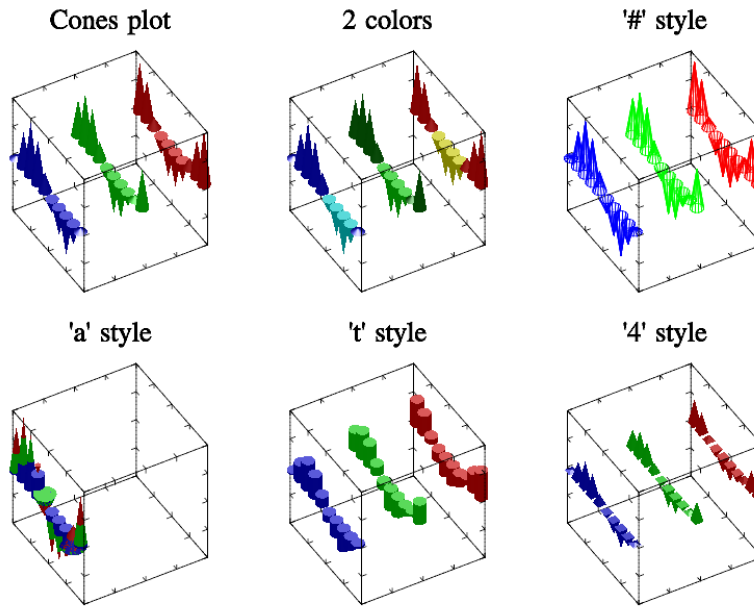 Cones plot
2 colors
'#' style
'a' style
't' style
'4' style